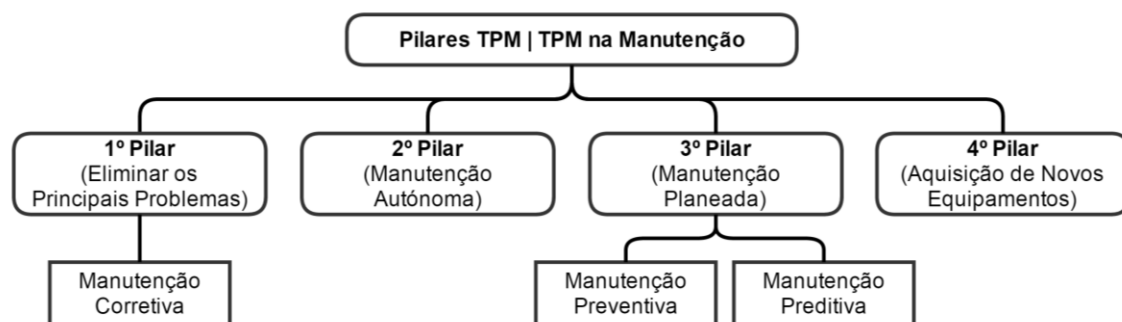 Pilares TPM | TPM na Manutenção
1º Pilar
(Eliminar os
Principais Problemas)
2º Pilar
(Manutenção
Autónoma)
3º Pilar
(Manutenção
Planeada)
4º Pilar
(Aquisição de Novos
Equipamentos)
Manutenção
Corretiva
Manutenção
Preventiva
Manutenção
Preditiva